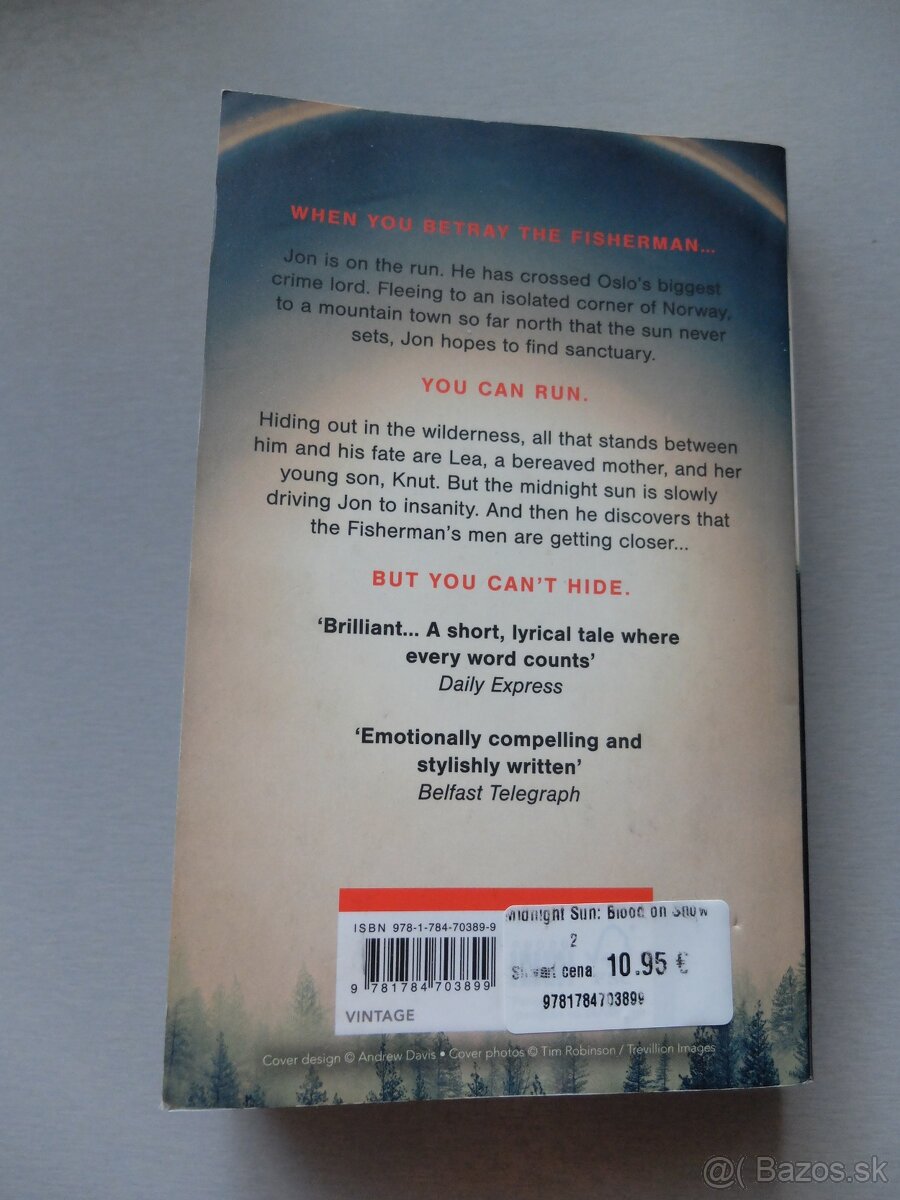 WHEN YOU BETRAY THE FISHERMAN...
Jon is on the run. He has crossed Oslo's biggest
crime lord. Fleeing to an isolated corner of Norway,
to a mountain town so far north that the sun never
sets, Jon hopes to find sanctuary.
YOU CAN RUN.
Hiding out in the wilderness, all that stands between
him and his fate are Lea, a bereaved mother, and her
young son, Knut. But the midnight sun is slowly
driving Jon to insanity. And then he discovers that
the Fisherman's men are getting closer...
BUT YOU CAN'T HIDE.
‘Brilliant... A short, lyrical tale where
every word counts’
Daily Express
‘Emotionally compelling and
stylishly written’
Belfast Telegraph
ISBN 978-1-784-70389-9
9 781784 703899
VINTAGE
Midnight Sun: Blood on Snow
2
cena 10.95 €
9781784703899
Cover design © Andrew Davis • Cover photos © Tim Robinson / Trevillion Images
@( Bazos.sk